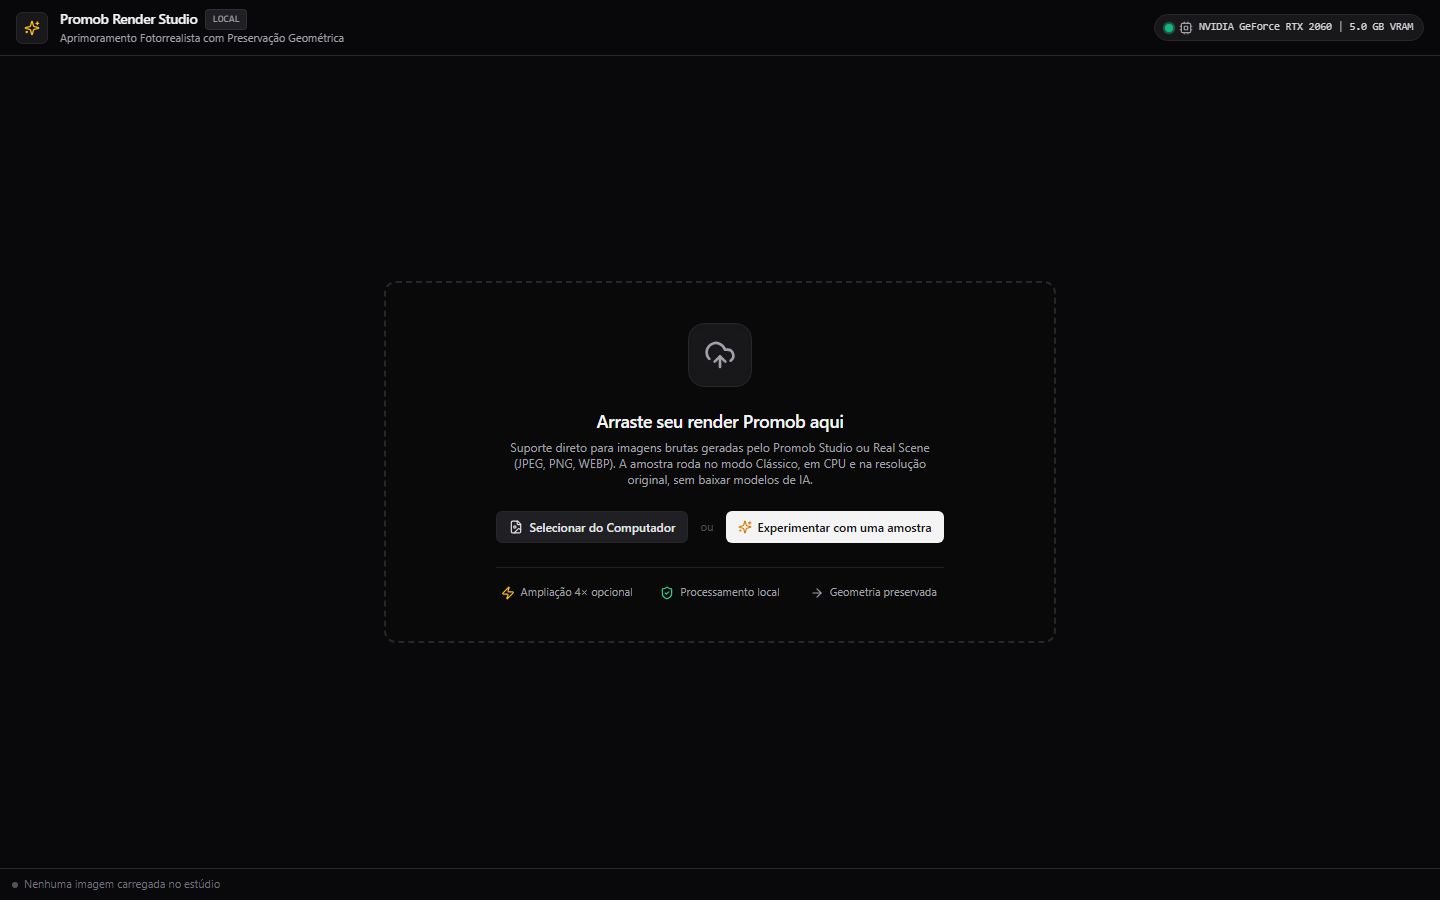 Promob Render Studio LOCAL
Aprimoramento Fotorrealista com Preservação Geométrica
NVIDIA GeForce RTX 2060 | 5.0 GB VRAM
Arraste seu render Promob aqui
Suporte direto para imagens brutas geradas pelo Promob Studio ou Real Scene
(JPEG, PNG, WEBP). A amostra roda no modo Clássico, em CPU e na resolução
original, sem baixar modelos de IA.
Selecionar do Computador ou Experimentar com uma amostra
Ampliação 4× opcional Processamento local Geometria preservada
Nenhuma imagem carregada no estúdio